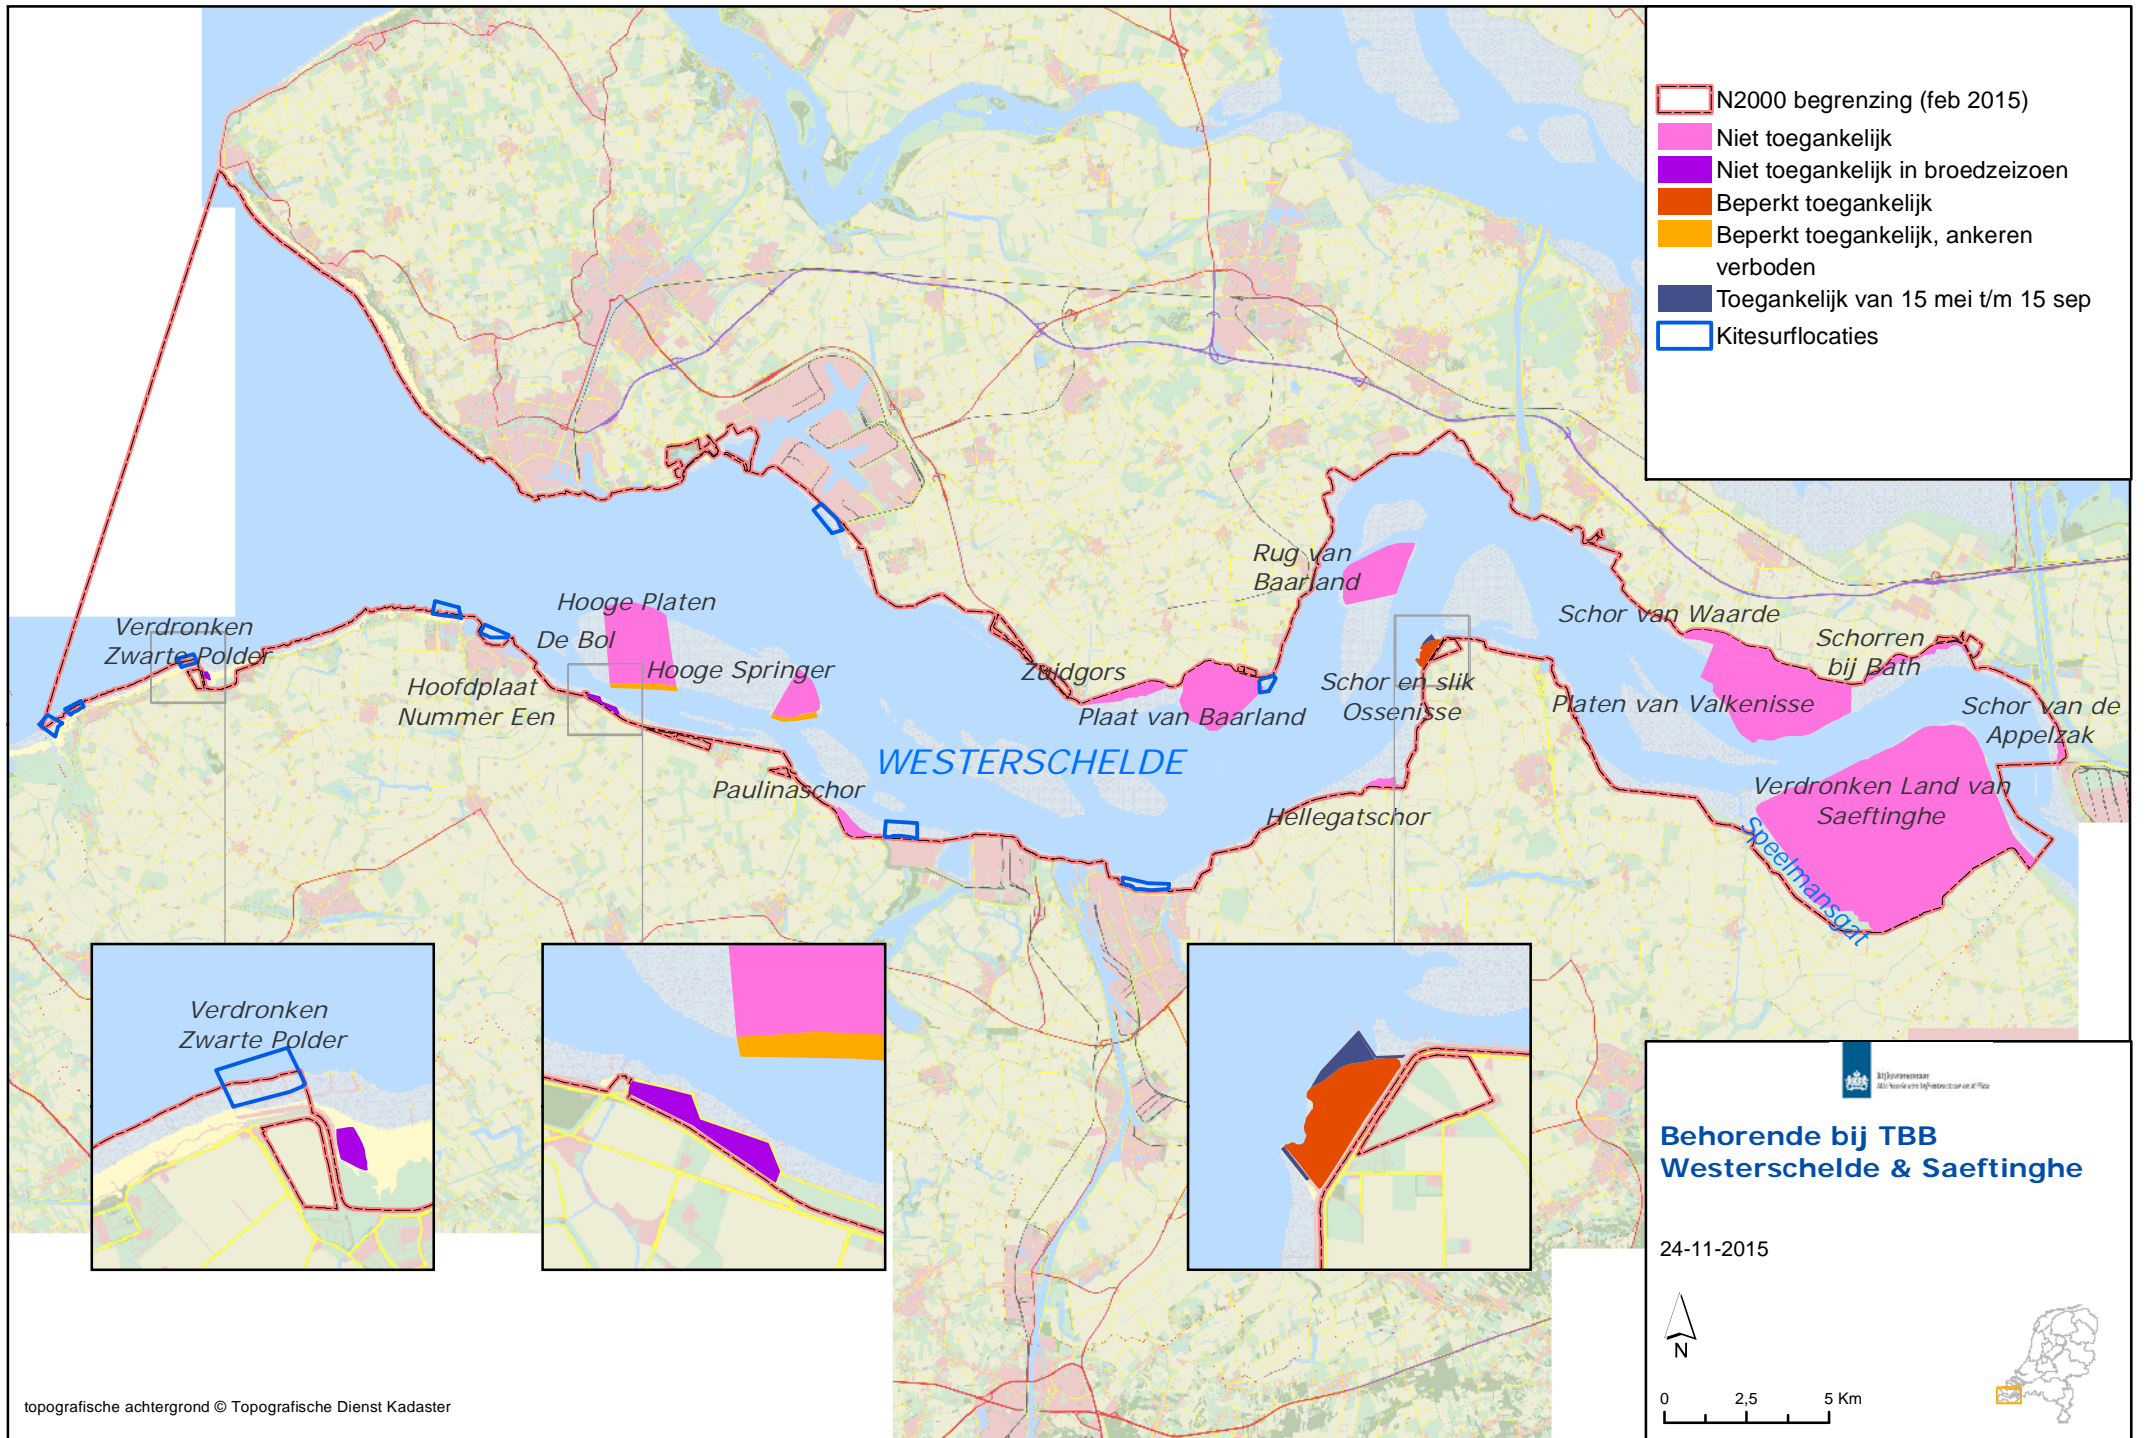 N2000 begrenzing (feb 2015)
Niet toegankelijk
Niet toegankelijk in broedzeizoen
Beperkt toegankelijk
Beperkt toegankelijk, ankeren
verboden
Toegankelijk van 15 mei t/m 15 sep
Kitesurflocaties
Rug van
Baarland
Hooge Platen
Schor van Waarde
Verdronken
Zwarte Polder
De Bol
Schorren
bij Bath
Hooge Springer
Zuidgors
Hoofdplaat
Nummer Een
Schor en slik
Ossenisse
Plaat van Baarland
Platen van Valkenisse
Schor van de
Appelzak
WESTERSCHELDE
Paulinaschor
Hellegatschor
Verdronken Land van
Saeftinghe
Speelmansgat
Verdronken
Zwarte Polder
Rijkswaterstaat
Behorende bij TBB
Westerschelde & Saeftinghe
24-11-2015
N
0 2,5 5 Km
topografische achtergrond © Topografische Dienst Kadaster